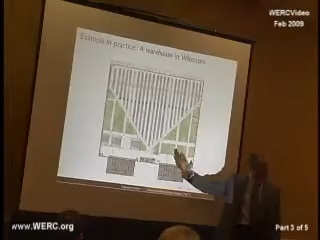 WERCVideo
Feb 2009
Example in practice: A warehouse in Wisconsin
www.WERC.org
Part 3 of 5